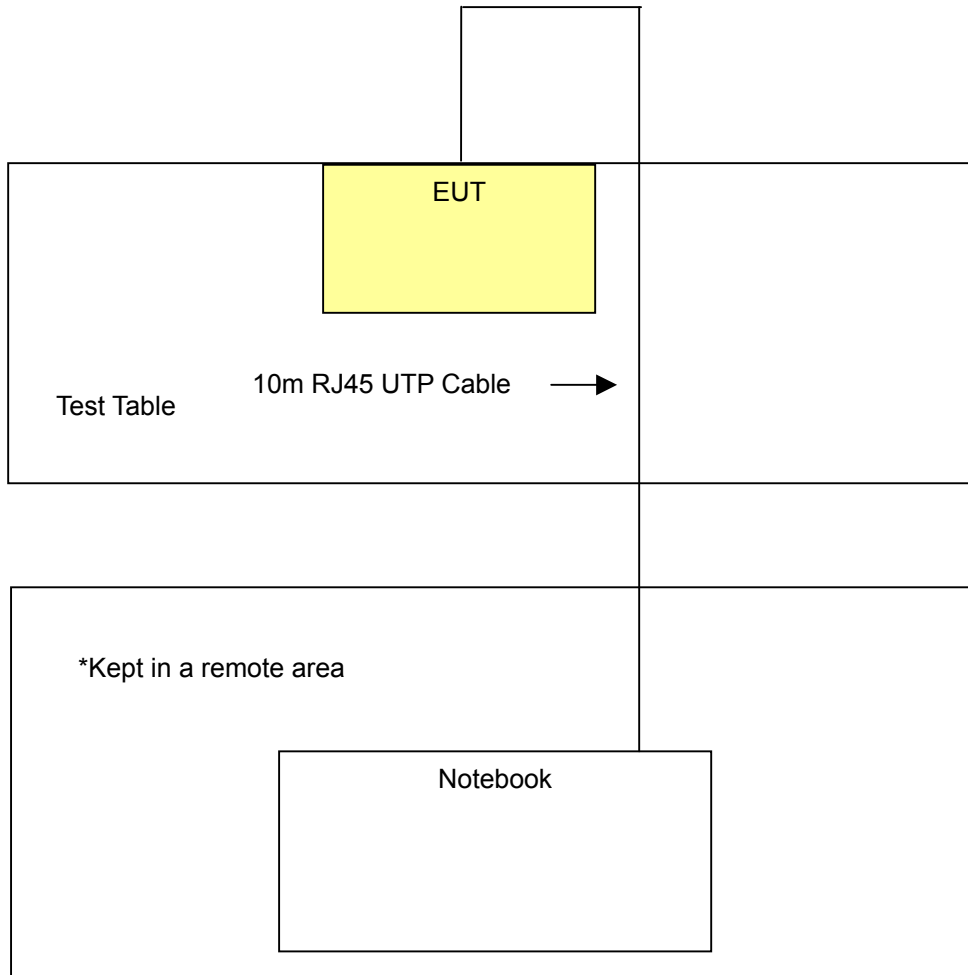 EUT
10m RJ45 UTP Cable
Test Table
*Kept in a remote area
Notebook